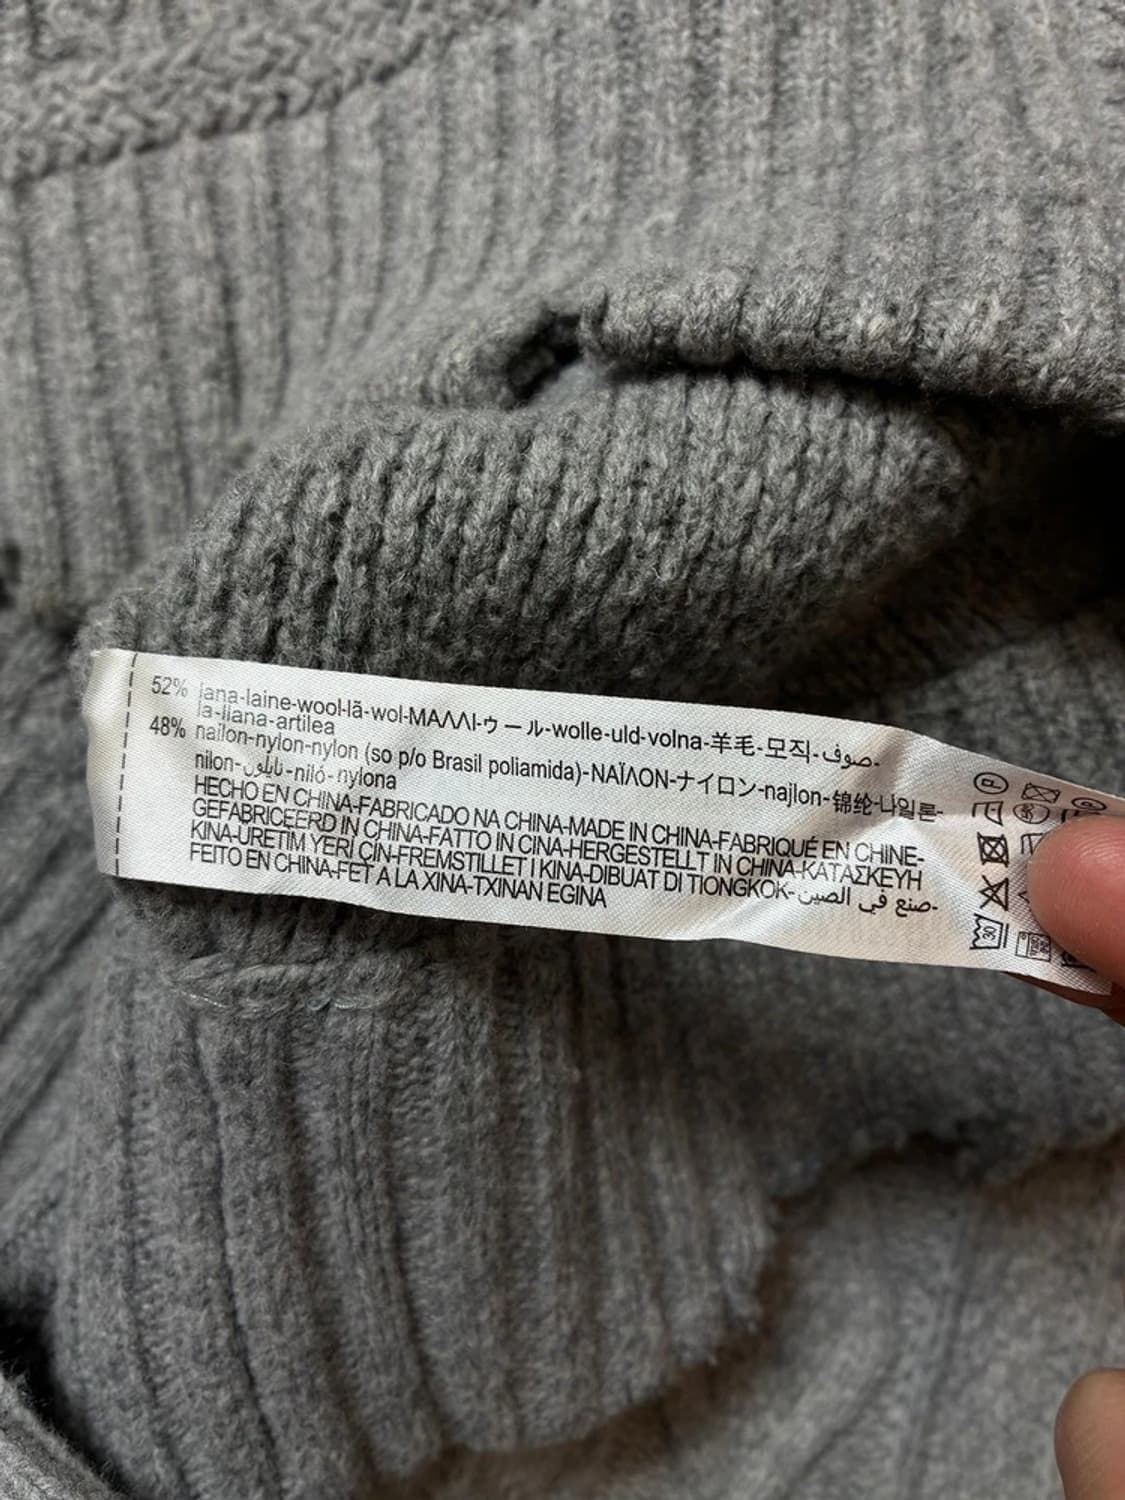 52% lana-laine-wool-lã-wol-ΜΑΛΛΙ-ウール-wolle-uld-volna-羊毛-모직-صوف-
la-llana-artilea
48% nailon-nylon-nylon (so p/o Brasil poliamida)-ΝΑΪΛΟΝ-ナイロン-najlon-锦纶-나일론-
nilon-نايلون-niló-nylona
HECHO EN CHINA-FABRICADO NA CHINA-MADE IN CHINA-FABRIQUÉ EN CHINE-
GEFABRICEERD IN CHINA-FATTO IN CINA-HERGESTELLT IN CHINA-ΚΑΤΑΣΚΕΥΗ
ΚΙΝΑ-URETIM YERİ ÇİN-FREMSTILLET I KINA-DIBUAT DI TIONGKOK-صنع في الصين-
FEITO EN CHINA-FET A LA XINA-TXINAN EGINA
P
30